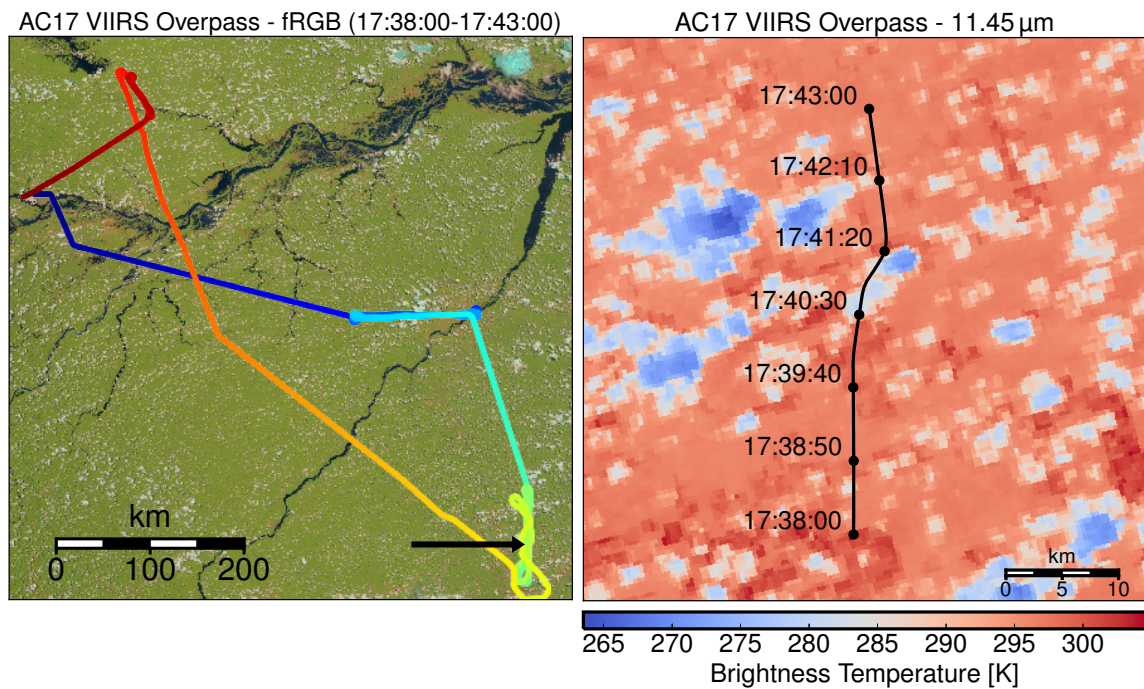 AC17 VIIRS Overpass - fRGB (17:38:00-17:43:00)
km
0 100 200
AC17 VIIRS Overpass - 11.45 µm
17:43:00
17:42:10
17:41:20
17:40:30
17:39:40
17:38:50
17:38:00
km
0 5 10
265 270 275 280 285 290 295 300
Brightness Temperature [K]